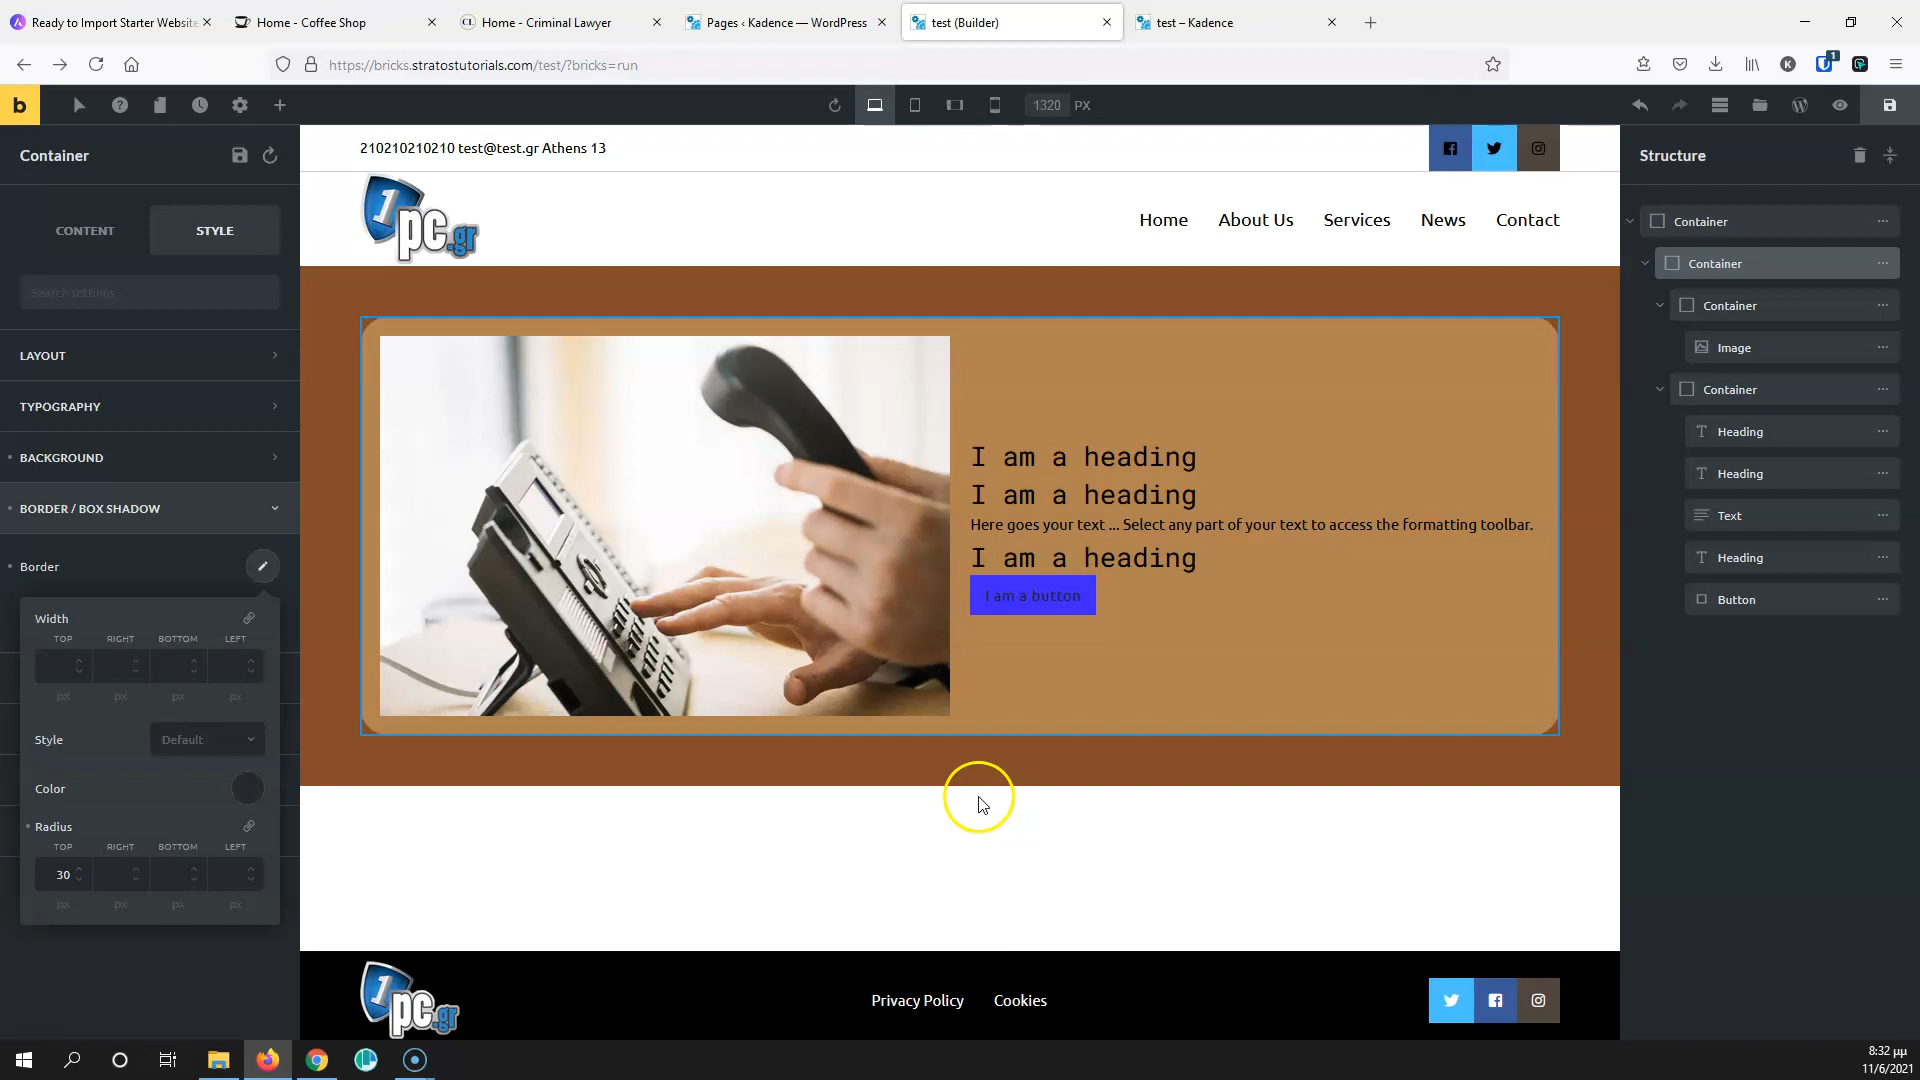 Ready to Import Starter Website
Home - Coffee Shop
Home - Criminal Lawyer
Pages ‹ Kadence — WordPress
test (Builder)
test – Kadence
https://bricks.stratostutorials.com/test/?bricks=run
1
b
1320 PX
Container
CONTENT
STYLE
Search settings...
LAYOUT
TYPOGRAPHY
BACKGROUND
BORDER / BOX SHADOW
Border
Width
TOP RIGHT BOTTOM LEFT
px px px px
Style Default
Color
Radius
TOP RIGHT BOTTOM LEFT
30
px px px px
210210210210 test@test.gr Athens 13
1pc.gr
Home About Us Services News Contact
I am a heading
I am a heading
Here goes your text ... Select any part of your text to access the formatting toolbar.
I am a heading
I am a button
1pc.gr
Privacy Policy Cookies
Structure
Container
Container
Container
Image
Container
Heading
Heading
Text
Heading
Button
8:32 μμ
11/6/2021